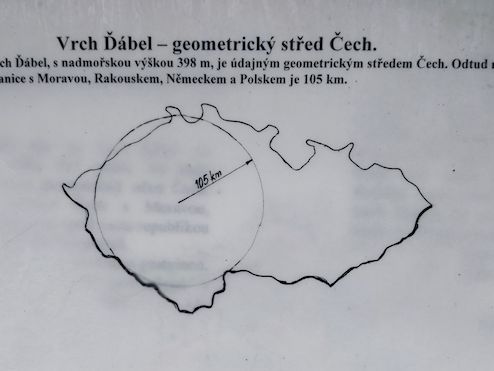 Vrch Ďábel – geometrický střed Čech.
ch Ďábel, s nadmořskou výškou 398 m, je údajným geometrickým středem Čech. Odtud
anice s Moravou, Rakouskem, Německem a Polskem je 105 km.
105 km